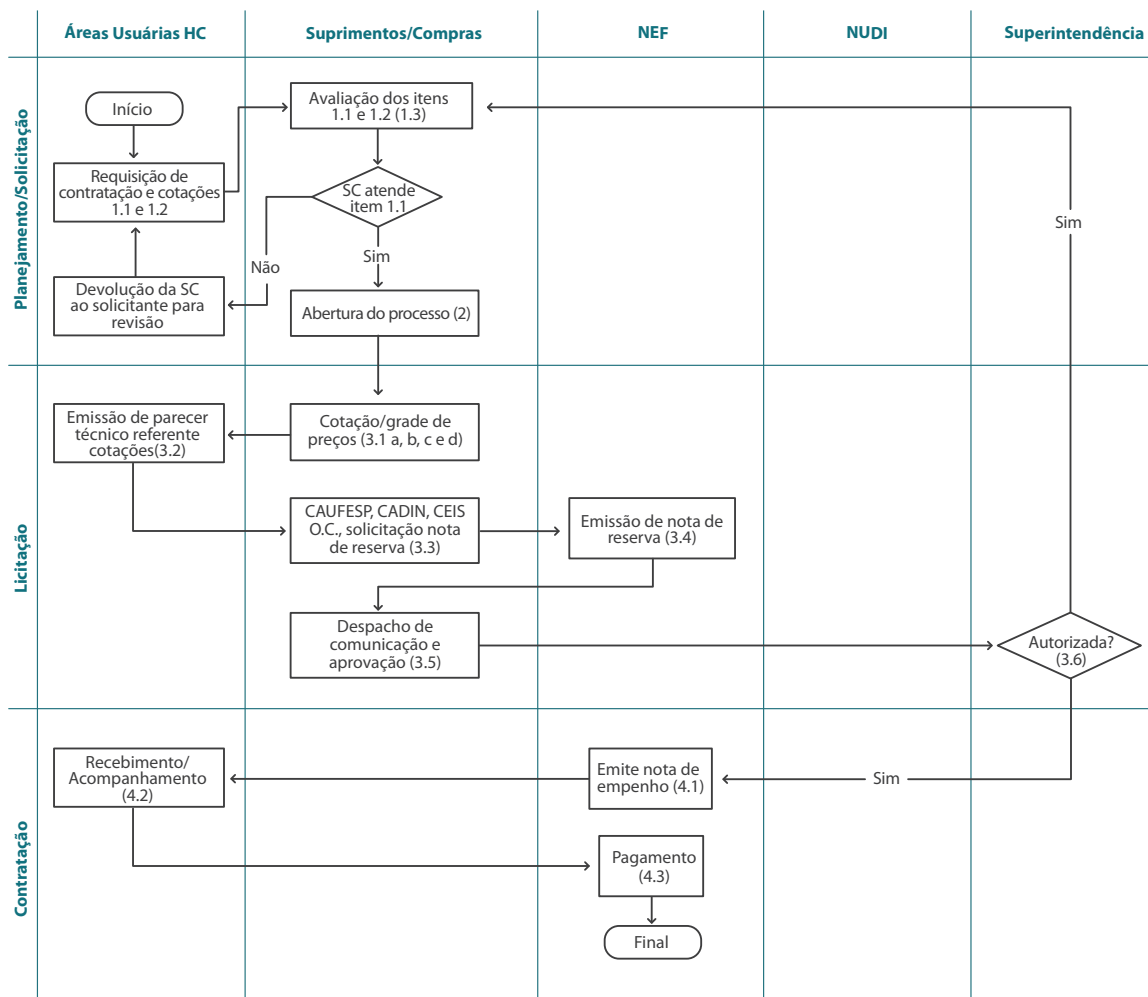 Áreas Usuárias HC
Suprimentos/Compras
NEF
NUDI
Superintendência
Planejamento/Solicitação
Início
Avaliação dos itens
1.1 e 1.2 (1.3)
Requisição de
contratação e cotações
1.1 e 1.2
SC atende
item 1.1
Sim
Não
Sim
Devolução da SC
ao solicitante para
revisão
Abertura do processo (2)
Licitação
Emissão de parecer
técnico referente
cotações(3.2)
Cotação/grade de
preços (3.1 a, b, c e d)
CAUFESP, CADIN, CEIS
O.C., solicitação nota
de reserva (3.3)
Emissão de nota de
reserva (3.4)
Despacho de
comunicação e
aprovação (3.5)
Autorizada?
(3.6)
Contratação
Recebimento/
Acompanhamento
(4.2)
Emite nota de
empenho (4.1)
Sim
Pagamento
(4.3)
Final